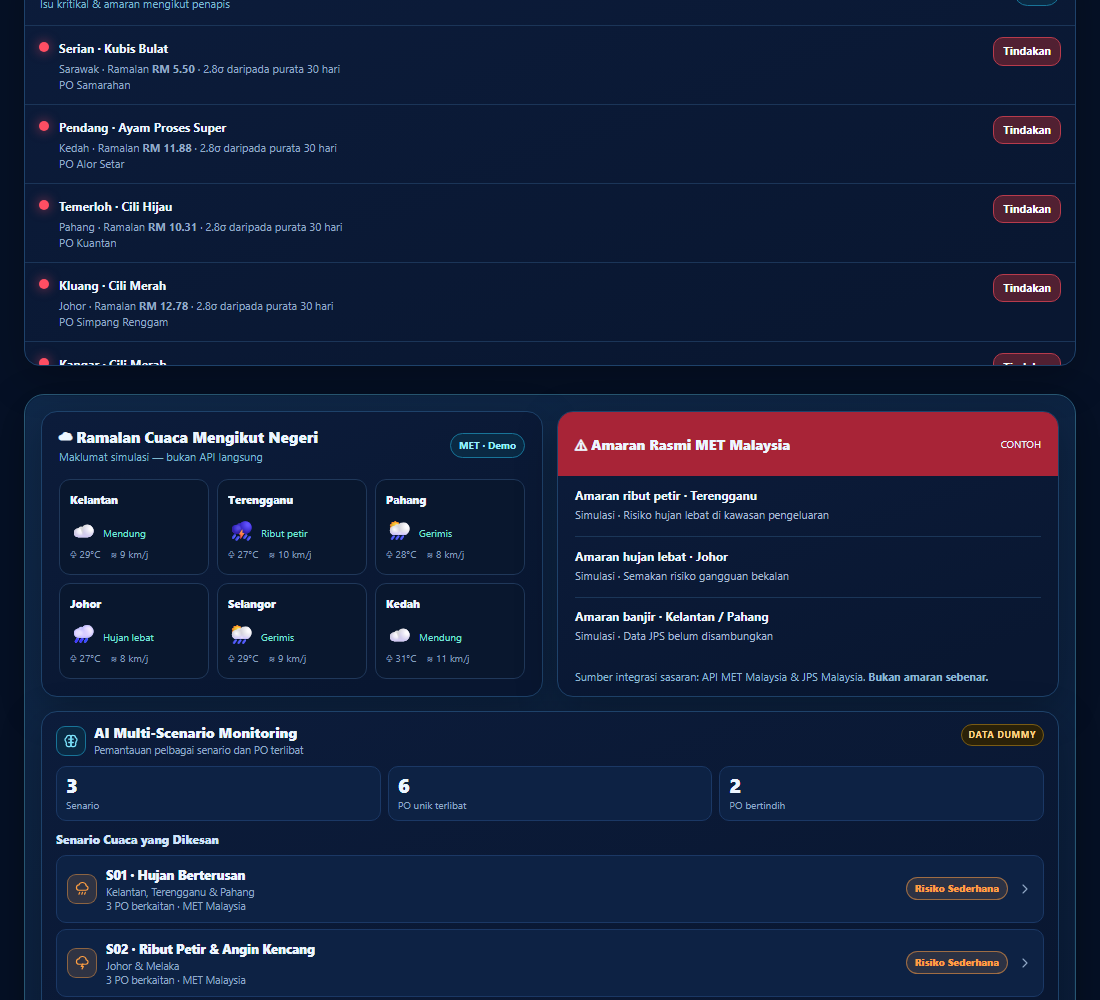 Isu kritikal & amaran mengikut penapis
Serian · Kubis Bulat
Tindakan
Sarawak · Ramalan RM 5.50 · 2.8σ daripada purata 30 hari
PO Samarahan
Pendang · Ayam Proses Super
Tindakan
Kedah · Ramalan RM 11.88 · 2.8σ daripada purata 30 hari
PO Alor Setar
Temerloh · Cili Hijau
Tindakan
Pahang · Ramalan RM 10.31 · 2.8σ daripada purata 30 hari
PO Kuantan
Kluang · Cili Merah
Tindakan
Johor · Ramalan RM 12.78 · 2.8σ daripada purata 30 hari
PO Simpang Renggam
Kangar · Cili Merah
Tindakan
Ramalan Cuaca Mengikut Negeri
Maklumat simulasi — bukan API langsung
MET · Demo
Kelantan
Mendung
29°C ≈ 9 km/j
Terengganu
Ribut petir
27°C ≈ 10 km/j
Pahang
Gerimis
28°C ≈ 8 km/j
Johor
Hujan lebat
27°C ≈ 8 km/j
Selangor
Gerimis
29°C ≈ 9 km/j
Kedah
Mendung
31°C ≈ 11 km/j
⚠ Amaran Rasmi MET Malaysia
CONTOH
Amaran ribut petir · Terengganu
Simulasi · Risiko hujan lebat di kawasan pengeluaran
Amaran hujan lebat · Johor
Simulasi · Semakan risiko gangguan bekalan
Amaran banjir · Kelantan / Pahang
Simulasi · Data JPS belum disambungkan
Sumber integrasi sasaran: API MET Malaysia & JPS Malaysia. Bukan amaran sebenar.
AI Multi-Scenario Monitoring
Pemantauan pelbagai senario dan PO terlibat
DATA DUMMY
3
Senario
6
PO unik terlibat
2
PO bertindih
Senario Cuaca yang Dikesan
S01 · Hujan Berterusan
Kelantan, Terengganu & Pahang
3 PO berkaitan · MET Malaysia
Risiko Sederhana
S02 · Ribut Petir & Angin Kencang
Johor & Melaka
3 PO berkaitan · MET Malaysia
Risiko Sederhana